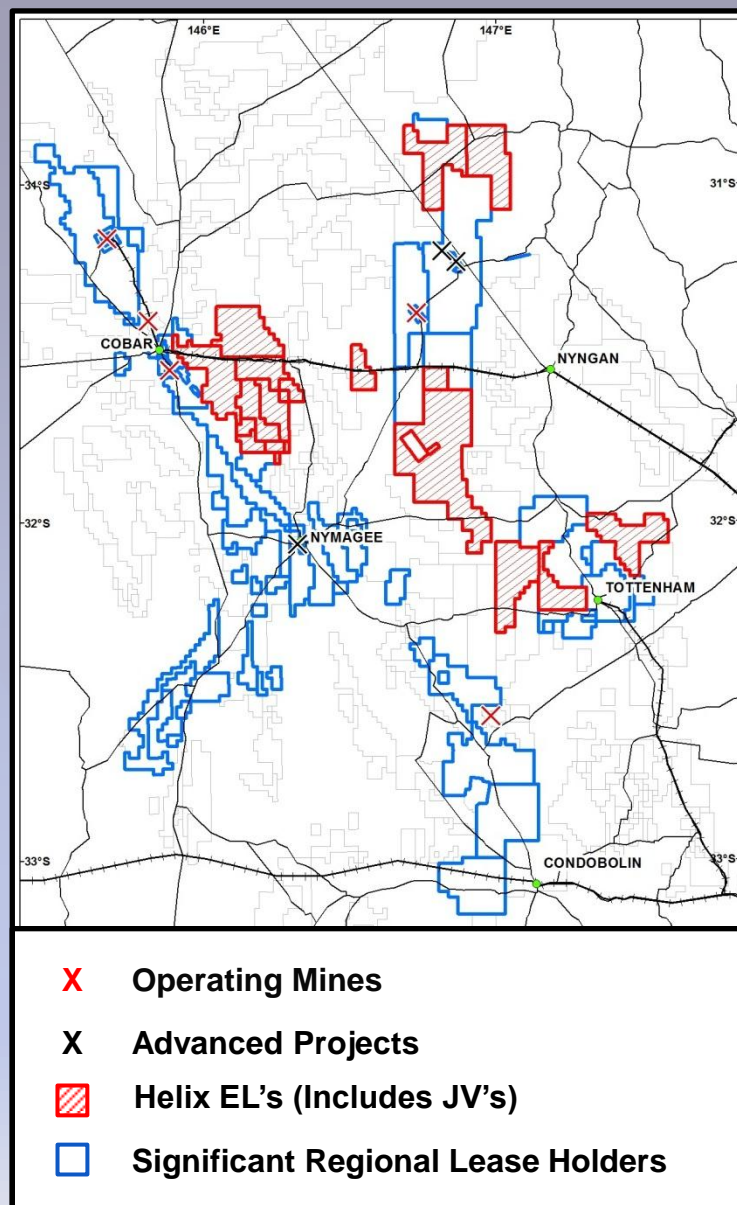 146°E 147°E
31°S 31°S
COBAR
NYNGAN
32°S 32°S
NYMAGEE
TOTTENHAM
33°S 33°S
CONDOBOLIN
X Operating Mines
X Advanced Projects
Helix EL's (Includes JV's)
Significant Regional Lease Holders